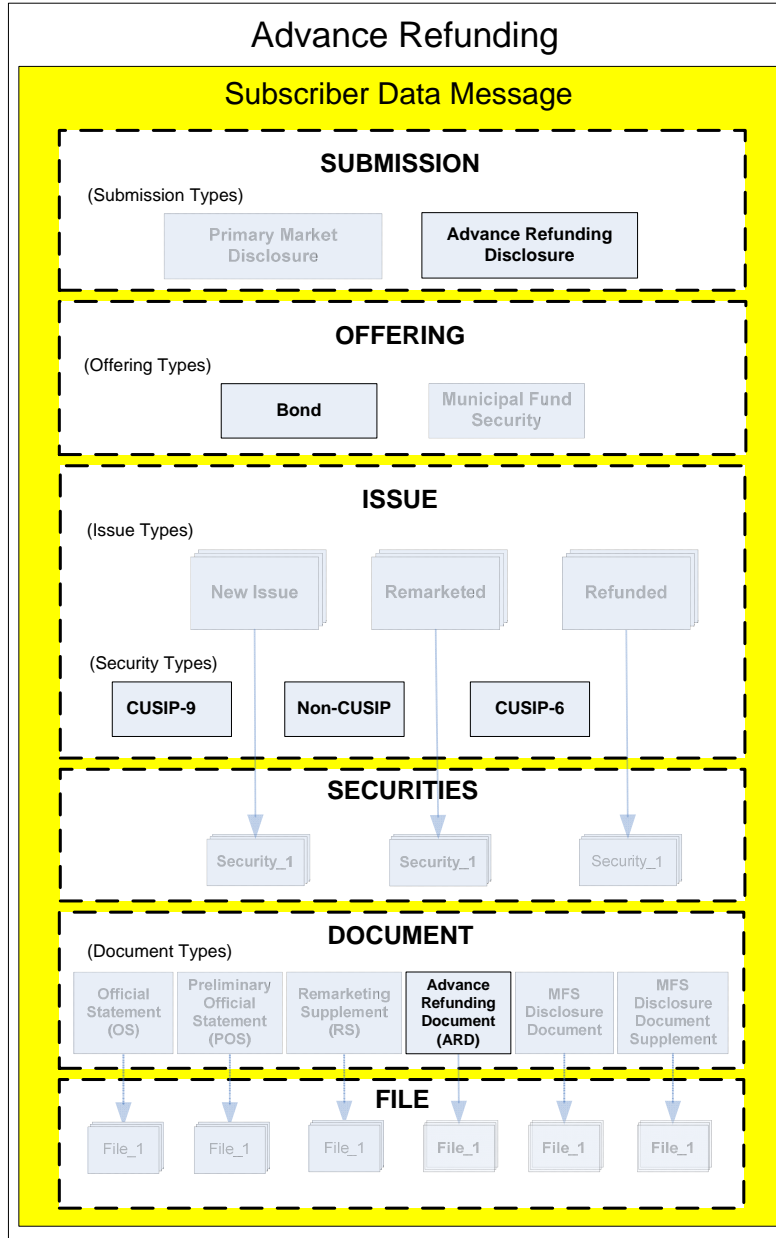 Advance Refunding
Subscriber Data Message
SUBMISSION
(Submission Types)
Primary Market
Disclosure
Advance Refunding
Disclosure
OFFERING
(Offering Types)
Bond
Municipal Fund
Security
ISSUE
(Issue Types)
New Issue
Remarketed
Refunded
(Security Types)
CUSIP-9
Non-CUSIP
CUSIP-6
SECURITIES
Security_1
Security_1
Security_1
DOCUMENT
(Document Types)
Official
Statement
(OS)
Preliminary
Official
Statement
(POS)
Remarketing
Supplement
(RS)
Advance
Refunding
Document
(ARD)
MFS
Disclosure
Document
MFS
Disclosure
Document
Supplement
FILE
File_1
File_1
File_1
File_1
File_1
File_1